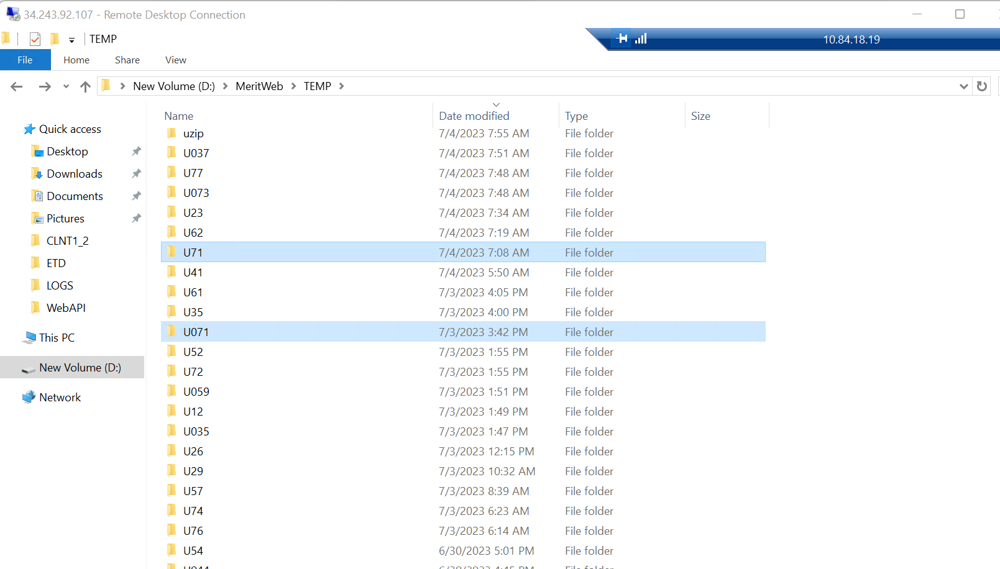 34.243.92.107 - Remote Desktop Connection
TEMP
10.84.18.19
File Home Share View
New Volume (D:) MeritWeb TEMP
Name Date modified Type Size
Quick access
Desktop
Downloads
Documents
Pictures
CLNT1_2
ETD
LOGS
WebAPI
This PC
New Volume (D:)
Network
uzip 7/4/2023 7:55 AM File folder
U037 7/4/2023 7:51 AM File folder
U77 7/4/2023 7:48 AM File folder
U073 7/4/2023 7:48 AM File folder
U23 7/4/2023 7:34 AM File folder
U62 7/4/2023 7:19 AM File folder
U71 7/4/2023 7:08 AM File folder
U41 7/4/2023 5:50 AM File folder
U61 7/3/2023 4:05 PM File folder
U35 7/3/2023 4:00 PM File folder
U071 7/3/2023 3:42 PM File folder
U52 7/3/2023 1:55 PM File folder
U72 7/3/2023 1:55 PM File folder
U059 7/3/2023 1:51 PM File folder
U12 7/3/2023 1:49 PM File folder
U035 7/3/2023 1:47 PM File folder
U26 7/3/2023 12:15 PM File folder
U29 7/3/2023 10:32 AM File folder
U57 7/3/2023 8:39 AM File folder
U74 7/3/2023 6:23 AM File folder
U76 7/3/2023 6:14 AM File folder
U54 6/30/2023 5:01 PM File folder